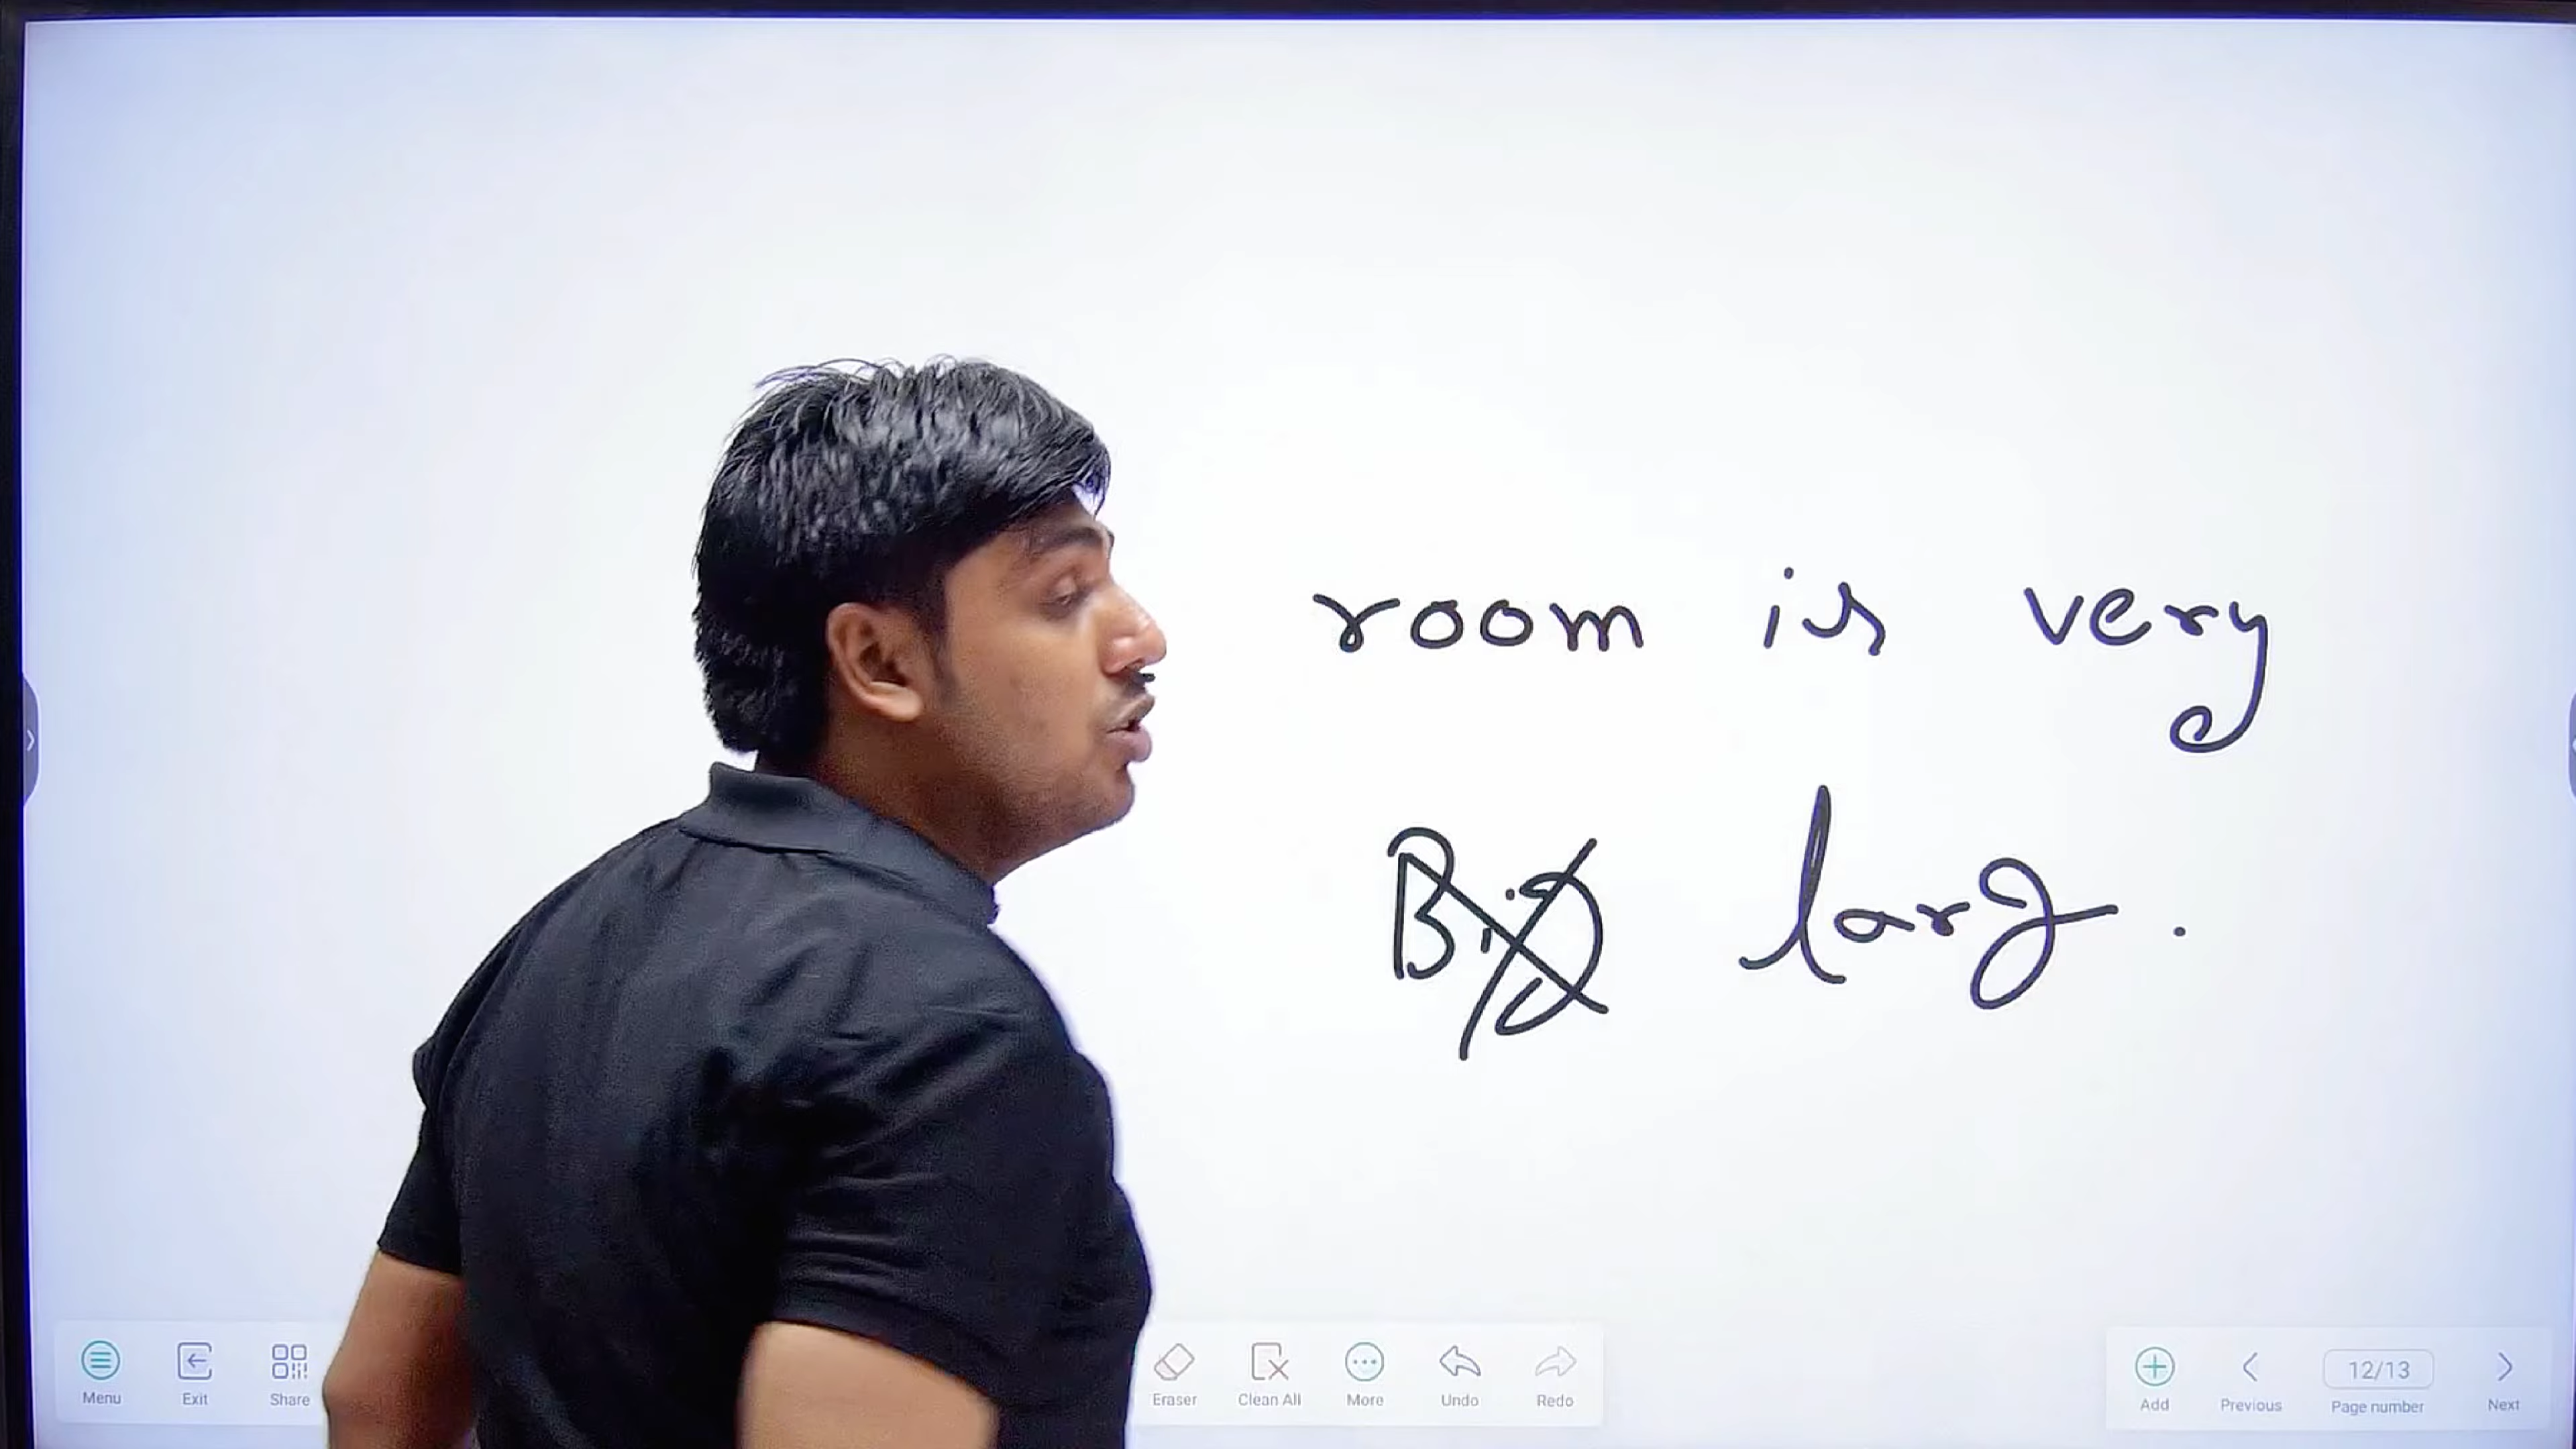 room is very
Big larg.
Menu Exit Share Eraser Clean All More Undo Redo Add Previous 12/13 Page number Next